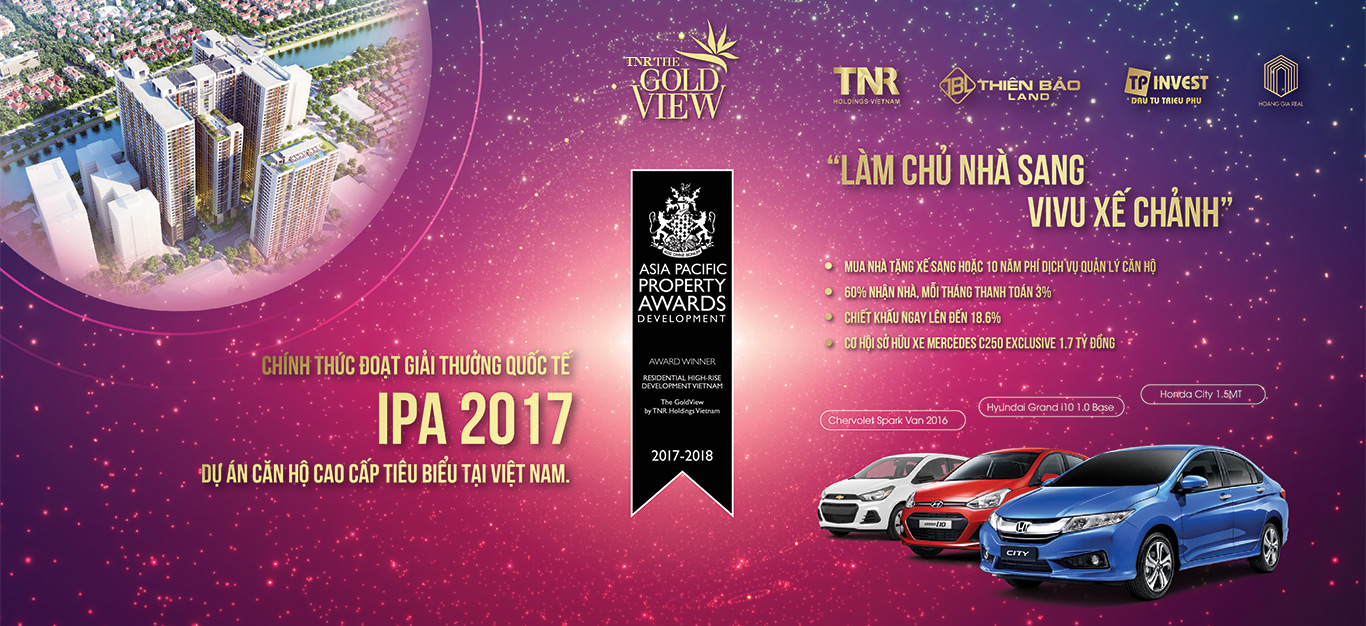 TNR THE
GOLD
VIEW
TNR
HOLDINGS VIETNAM
TBL
THIÊN BẢO
LAND
TP INVEST
ĐẦU TƯ TRIỆU PHÚ
HOANG GIA REAL
“LÀM CHỦ NHÀ SANG
VIVU XẾ CHẢNH”
MUA NHÀ TẶNG XẾ SANG HOẶC 10 NĂM PHÍ DỊCH VỤ QUẢN LÝ CĂN HỘ
60% NHẬN NHÀ, MỖI THÁNG THANH TOÁN 3%
CHIẾT KHẤU NGAY LÊN ĐẾN 18.6%
CƠ HỘI SỞ HỮU XE MERCEDES C250 EXCLUSIVE 1.7 TỶ ĐỒNG
ASIA PACIFIC
PROPERTY
AWARDS
DEVELOPMENT
AWARD WINNER
RESIDENTIAL HIGH-RISE
DEVELOPMENT VIETNAM
The GoldView
by TNR Holdings Vietnam
2017-2018
CHÍNH THỨC ĐOẠT GIẢI THƯỞNG QUỐC TẾ
IPA 2017
DỰ ÁN CĂN HỘ CAO CẤP TIÊU BIỂU TẠI VIỆT NAM.
Chervolet Spark Van 2016
Hyundai Grand i10 1.0 Base
Honda City 1.5MT
i10
CITY